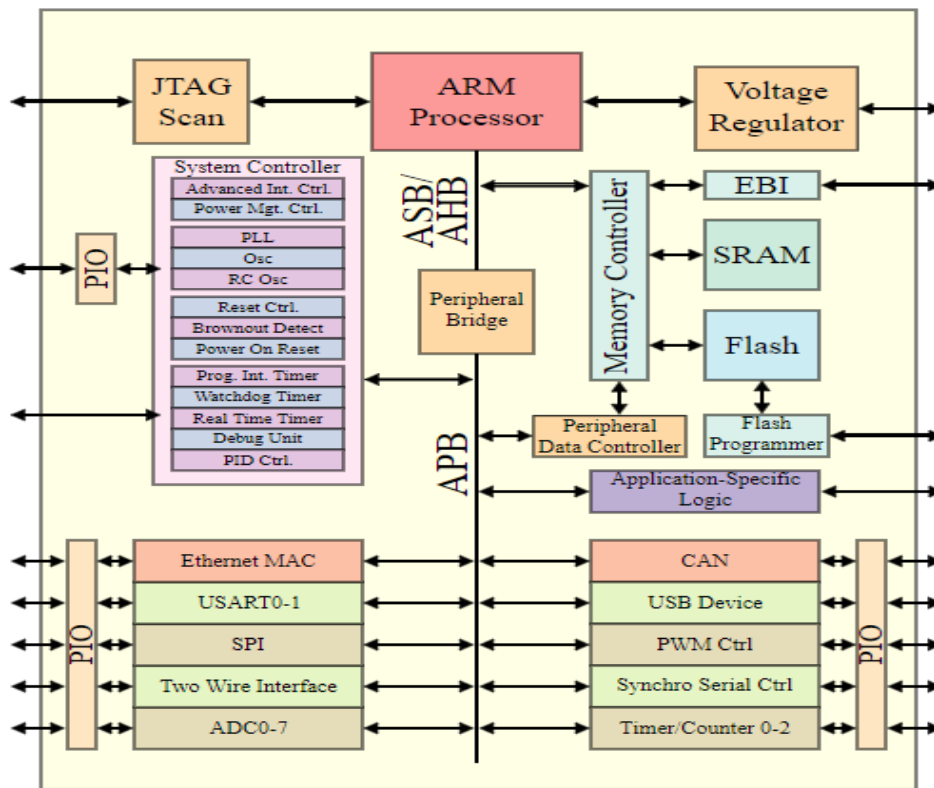 JTAG
Scan
ARM
Processor
Voltage
Regulator
System Controller
Advanced Int. Ctrl.
Power Mgt. Ctrl.
PLL
Osc
RC Osc
Reset Ctrl.
Brownout Detect
Power On Reset
Prog. Int. Timer
Watchdog Timer
Real Time Timer
Debug Unit
PID Ctrl.
PIO
ASB/
AHB
Peripheral
Bridge
APB
Memory Controller
EBI
SRAM
Flash
Peripheral
Data Controller
Flash
Programmer
Application-Specific
Logic
PIO
Ethernet MAC
USART0-1
SPI
Two Wire Interface
ADC0-7
CAN
USB Device
PWM Ctrl
Synchro Serial Ctrl
Timer/Counter 0-2
PIO